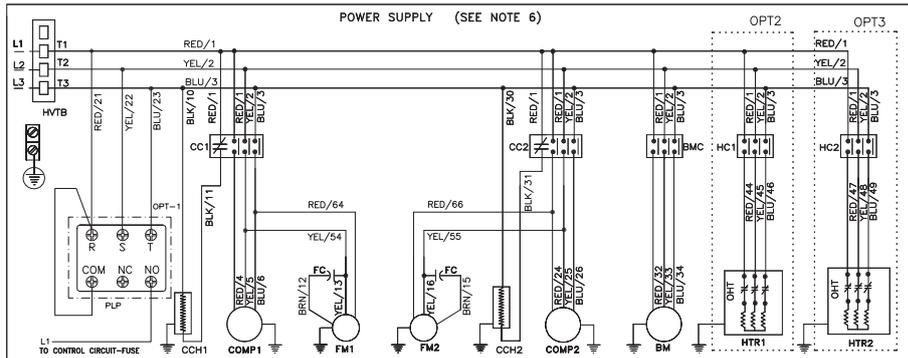 POWER SUPPLY (SEE NOTE 6)
OPT2
OPT3
L1
T1
RED/1
RED/1
L2
T2
YEL/2
YEL/2
L3
T3
BLU/3
BLU/3
HVTB
RED/21
YEL/22
BLU/23
BLK/10
RED/1
RED/1
YEL/2
BLU/3
BLK/30
RED/1
RED/1
YEL/2
BLU/3
RED/1
YEL/2
BLU/3
RED/1
YEL/2
BLU/3
RED/1
YEL/2
BLU/3
CC1
CC2
BMC
HC1
HC2
BLK/11
BLK/31
OPT-1
RED/64
RED/66
RED/44
YEL/45
BLU/46
RED/47
YEL/48
BLU/49
R
S
T
YEL/54
YEL/55
COM
NC
NO
FC
FC
RED/4
YEL/5
BLU/6
BRN/12
YEL/13
YEL/16
BRN/15
RED/24
YEL/25
BLU/26
RED/32
YEL/33
BLU/34
OHT
OHT
PLP
L1
TO CONTROL CIRCUIT-FUSE
CCH1
COMP1
FM1
FM2
CCH2
COMP2
BM
HTR1
HTR2